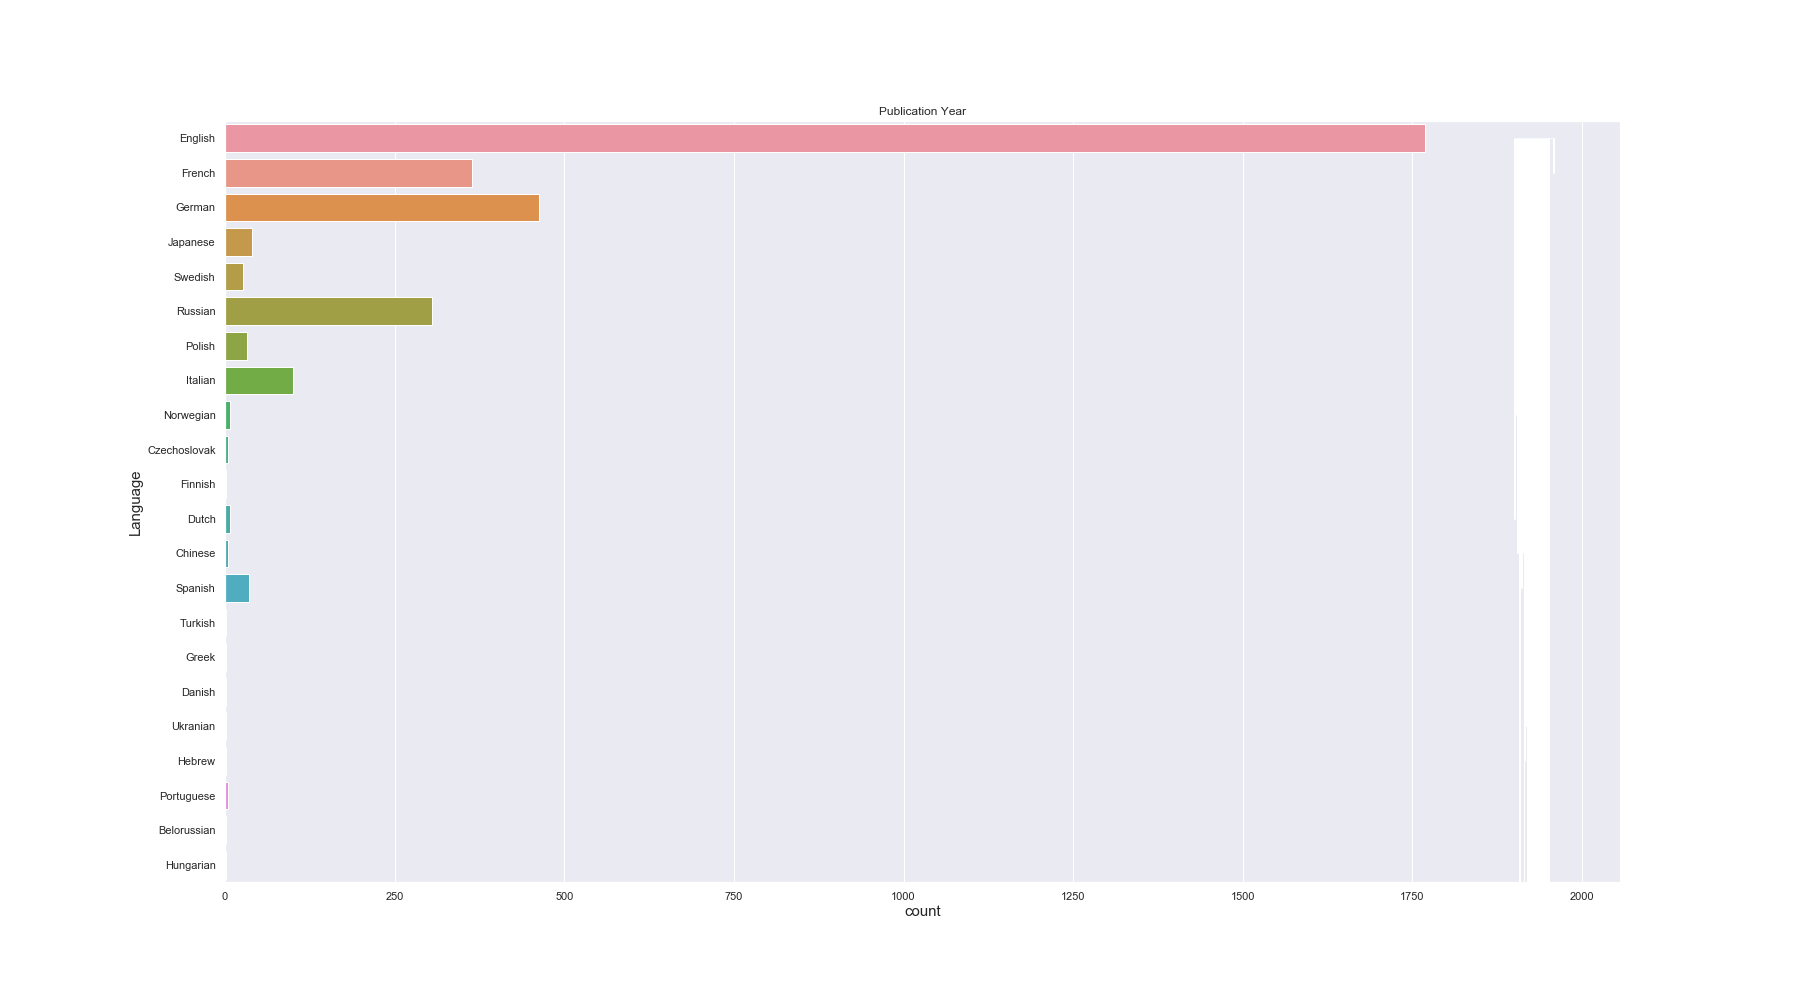 Publication Year
English
French
German
Japanese
Swedish
Russian
Polish
Italian
Norwegian
Czechoslovak
Finnish
Dutch
Chinese
Spanish
Turkish
Greek
Danish
Ukranian
Hebrew
Portuguese
Belorussian
Hungarian
Language
0 250 500 750 1000 1250 1500 1750 2000
count